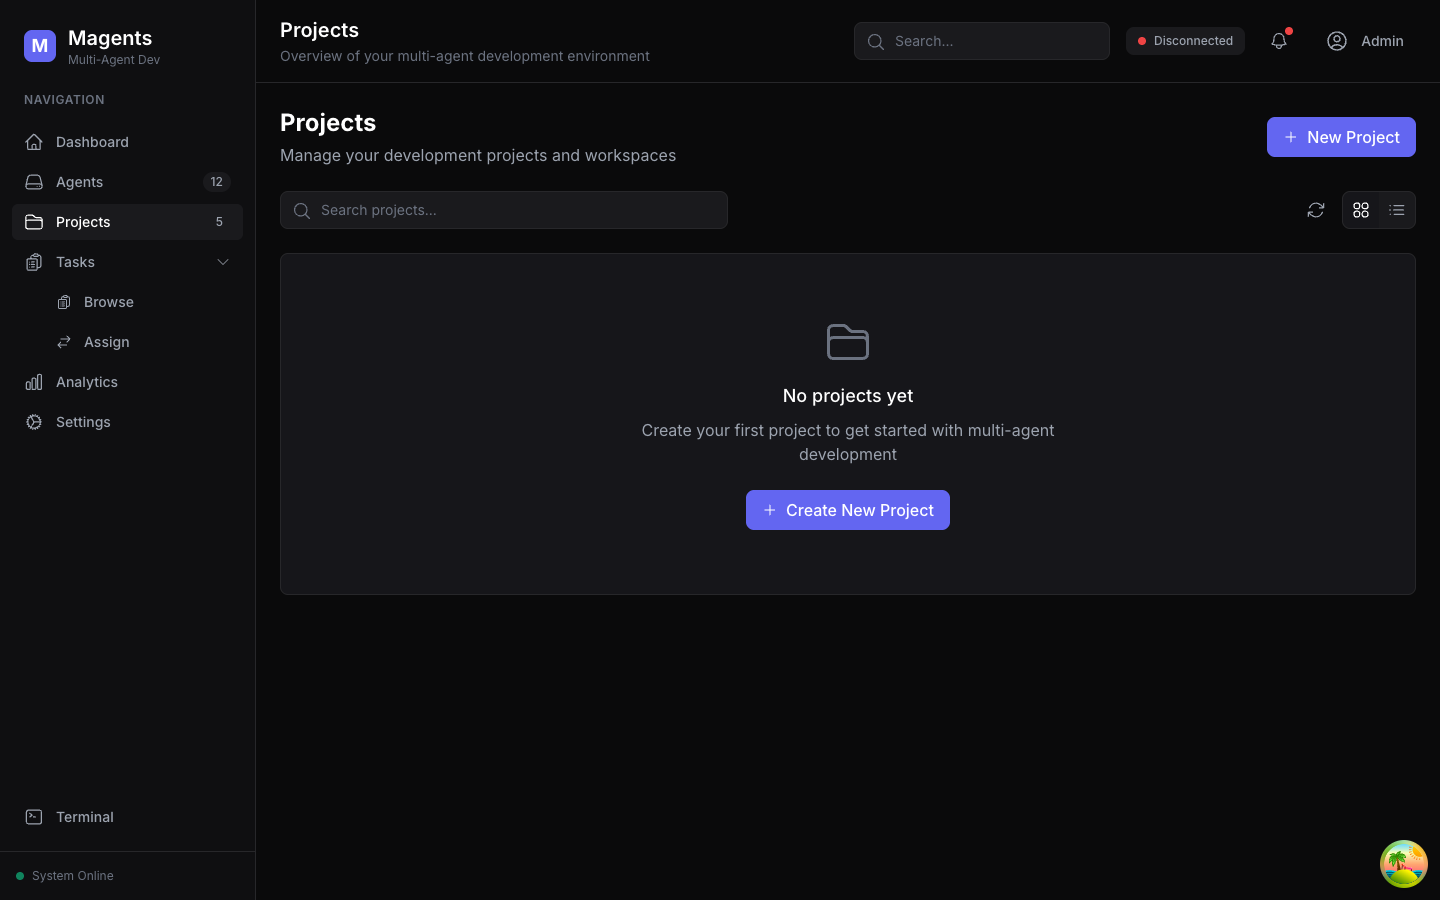 M
Magents
Multi-Agent Dev
NAVIGATION
Dashboard
Agents
12
Projects
5
Tasks
Browse
Assign
Analytics
Settings
Terminal
System Online
Projects
Overview of your multi-agent development environment
Search...
Disconnected
Admin
Projects
Manage your development projects and workspaces
New Project
Search projects...
No projects yet
Create your first project to get started with multi-agent
development
Create New Project